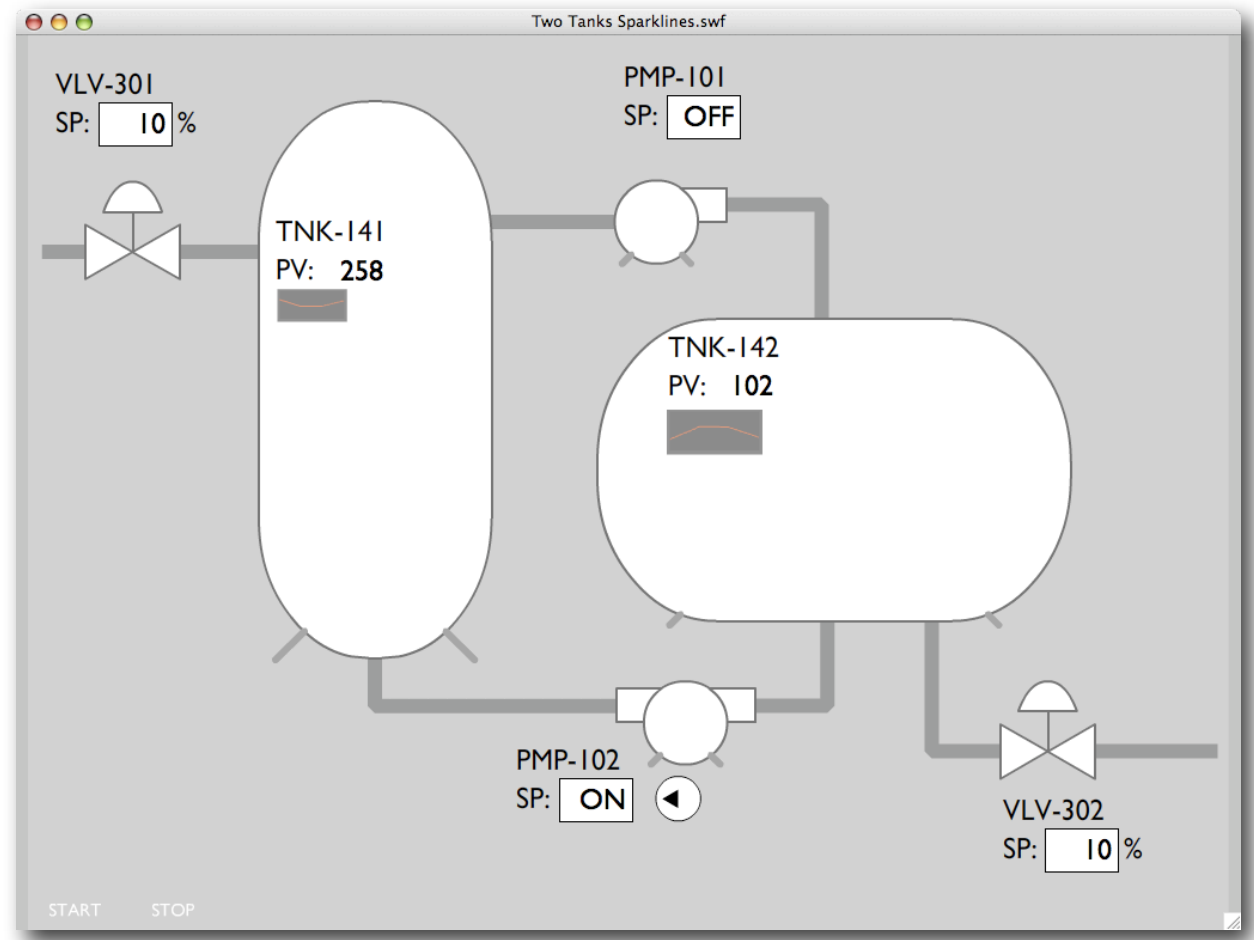 Two Tanks Sparklines.swf
VLV-301
SP: 10 %
PMP-101
SP: OFF
TNK-141
PV: 258
TNK-142
PV: 102
PMP-102
SP: ON
VLV-302
SP: 10 %
START STOP